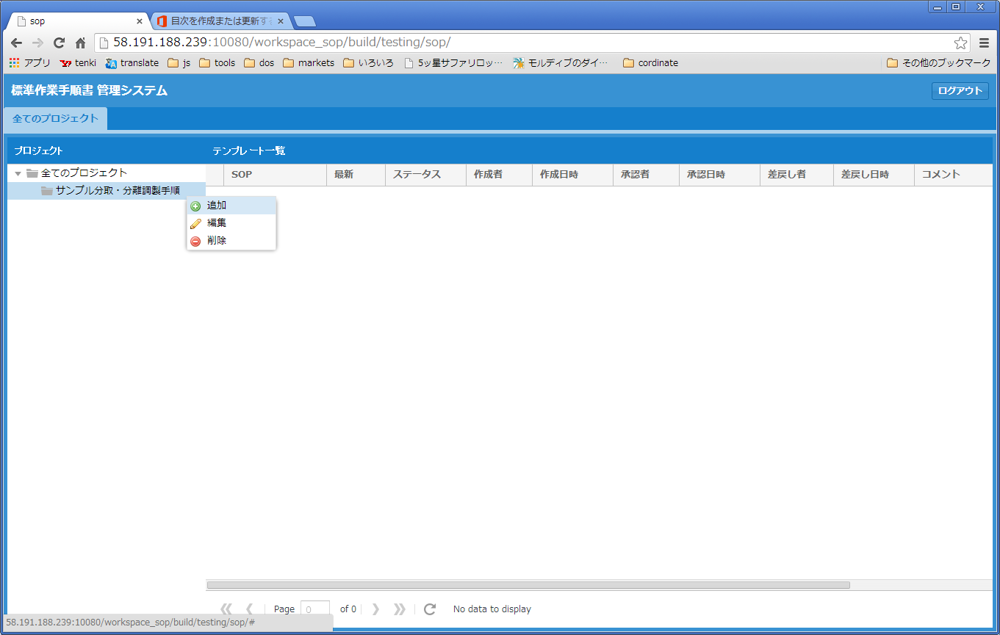 sop
目次を作成または更新する
58.191.188.239:10080/workspace_sop/build/testing/sop/
アプリ tenki translate js tools dos markets いろいろ 5ッ星サファリロッ… モルディブのダイ… cordinate その他のブックマーク
標準作業手順書 管理システム ログアウト
全てのプロジェクト
プロジェクト テンプレート一覧
全てのプロジェクト SOP 最新 ステータス 作成者 作成日時 承認者 承認日時 差戻し者 差戻し日時 コメント
サンプル分取・分離調製手順
追加
編集
削除
Page 0 of 0 No data to display
58.191.188.239:10080/workspace_sop/build/testing/sop/#